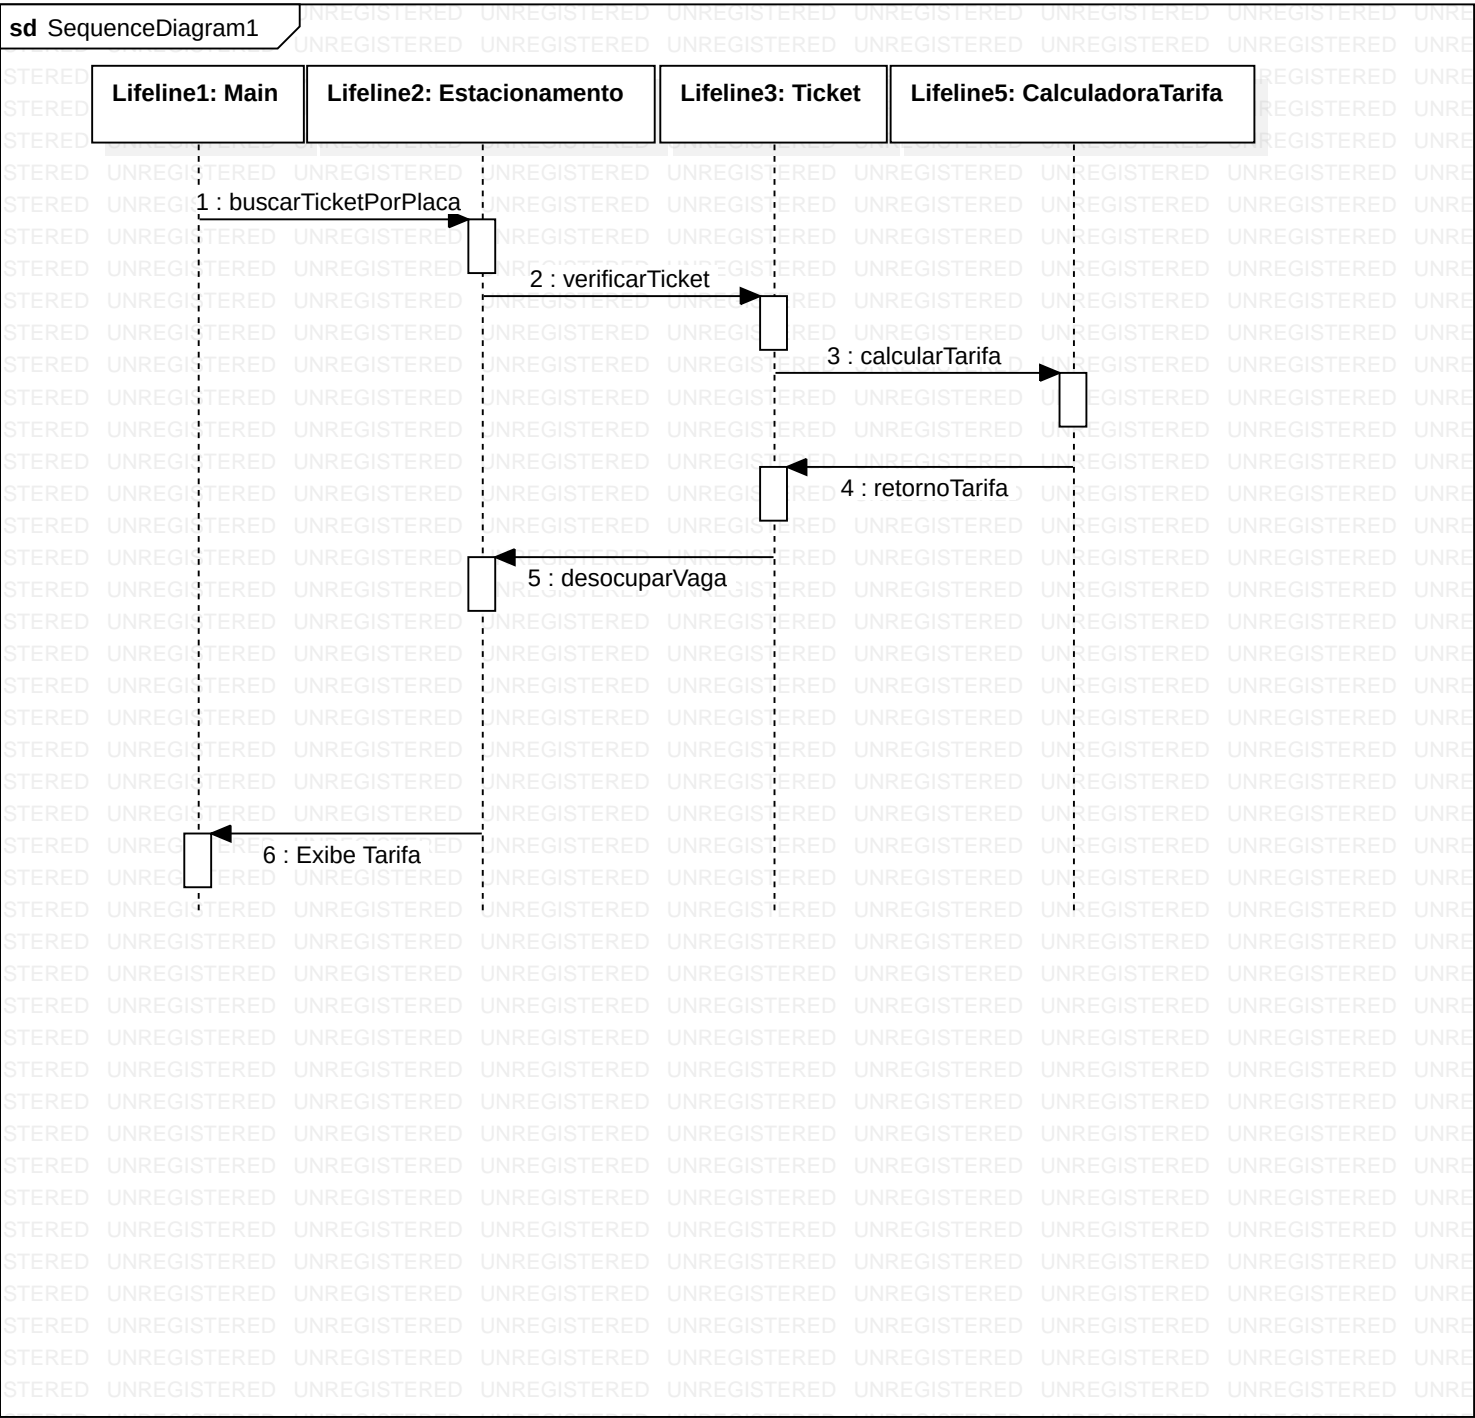 sd SequenceDiagram1
Lifeline1: Main
Lifeline2: Estacionamento
Lifeline3: Ticket
Lifeline5: CalculadoraTarifa
1 : buscarTicketPorPlaca
2 : verificarTicket
3 : calcularTarifa
4 : retornoTarifa
5 : desocuparVaga
6 : Exibe Tarifa
UNREGISTERED